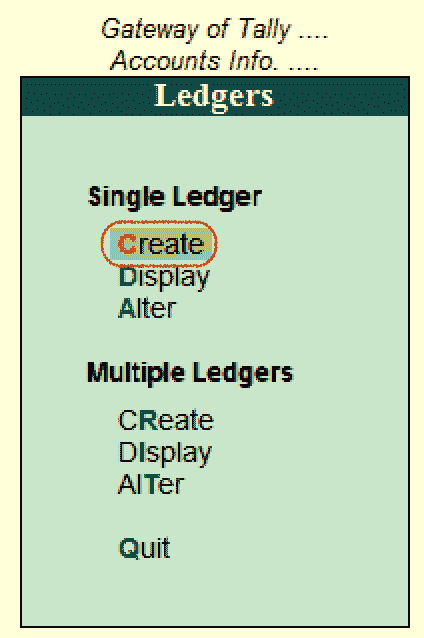 Gateway of Tally ....
Accounts Info. ....
Ledgers
Single Ledger
Create
Display
Alter
Multiple Ledgers
CReate
DIsplay
AlTer
Quit